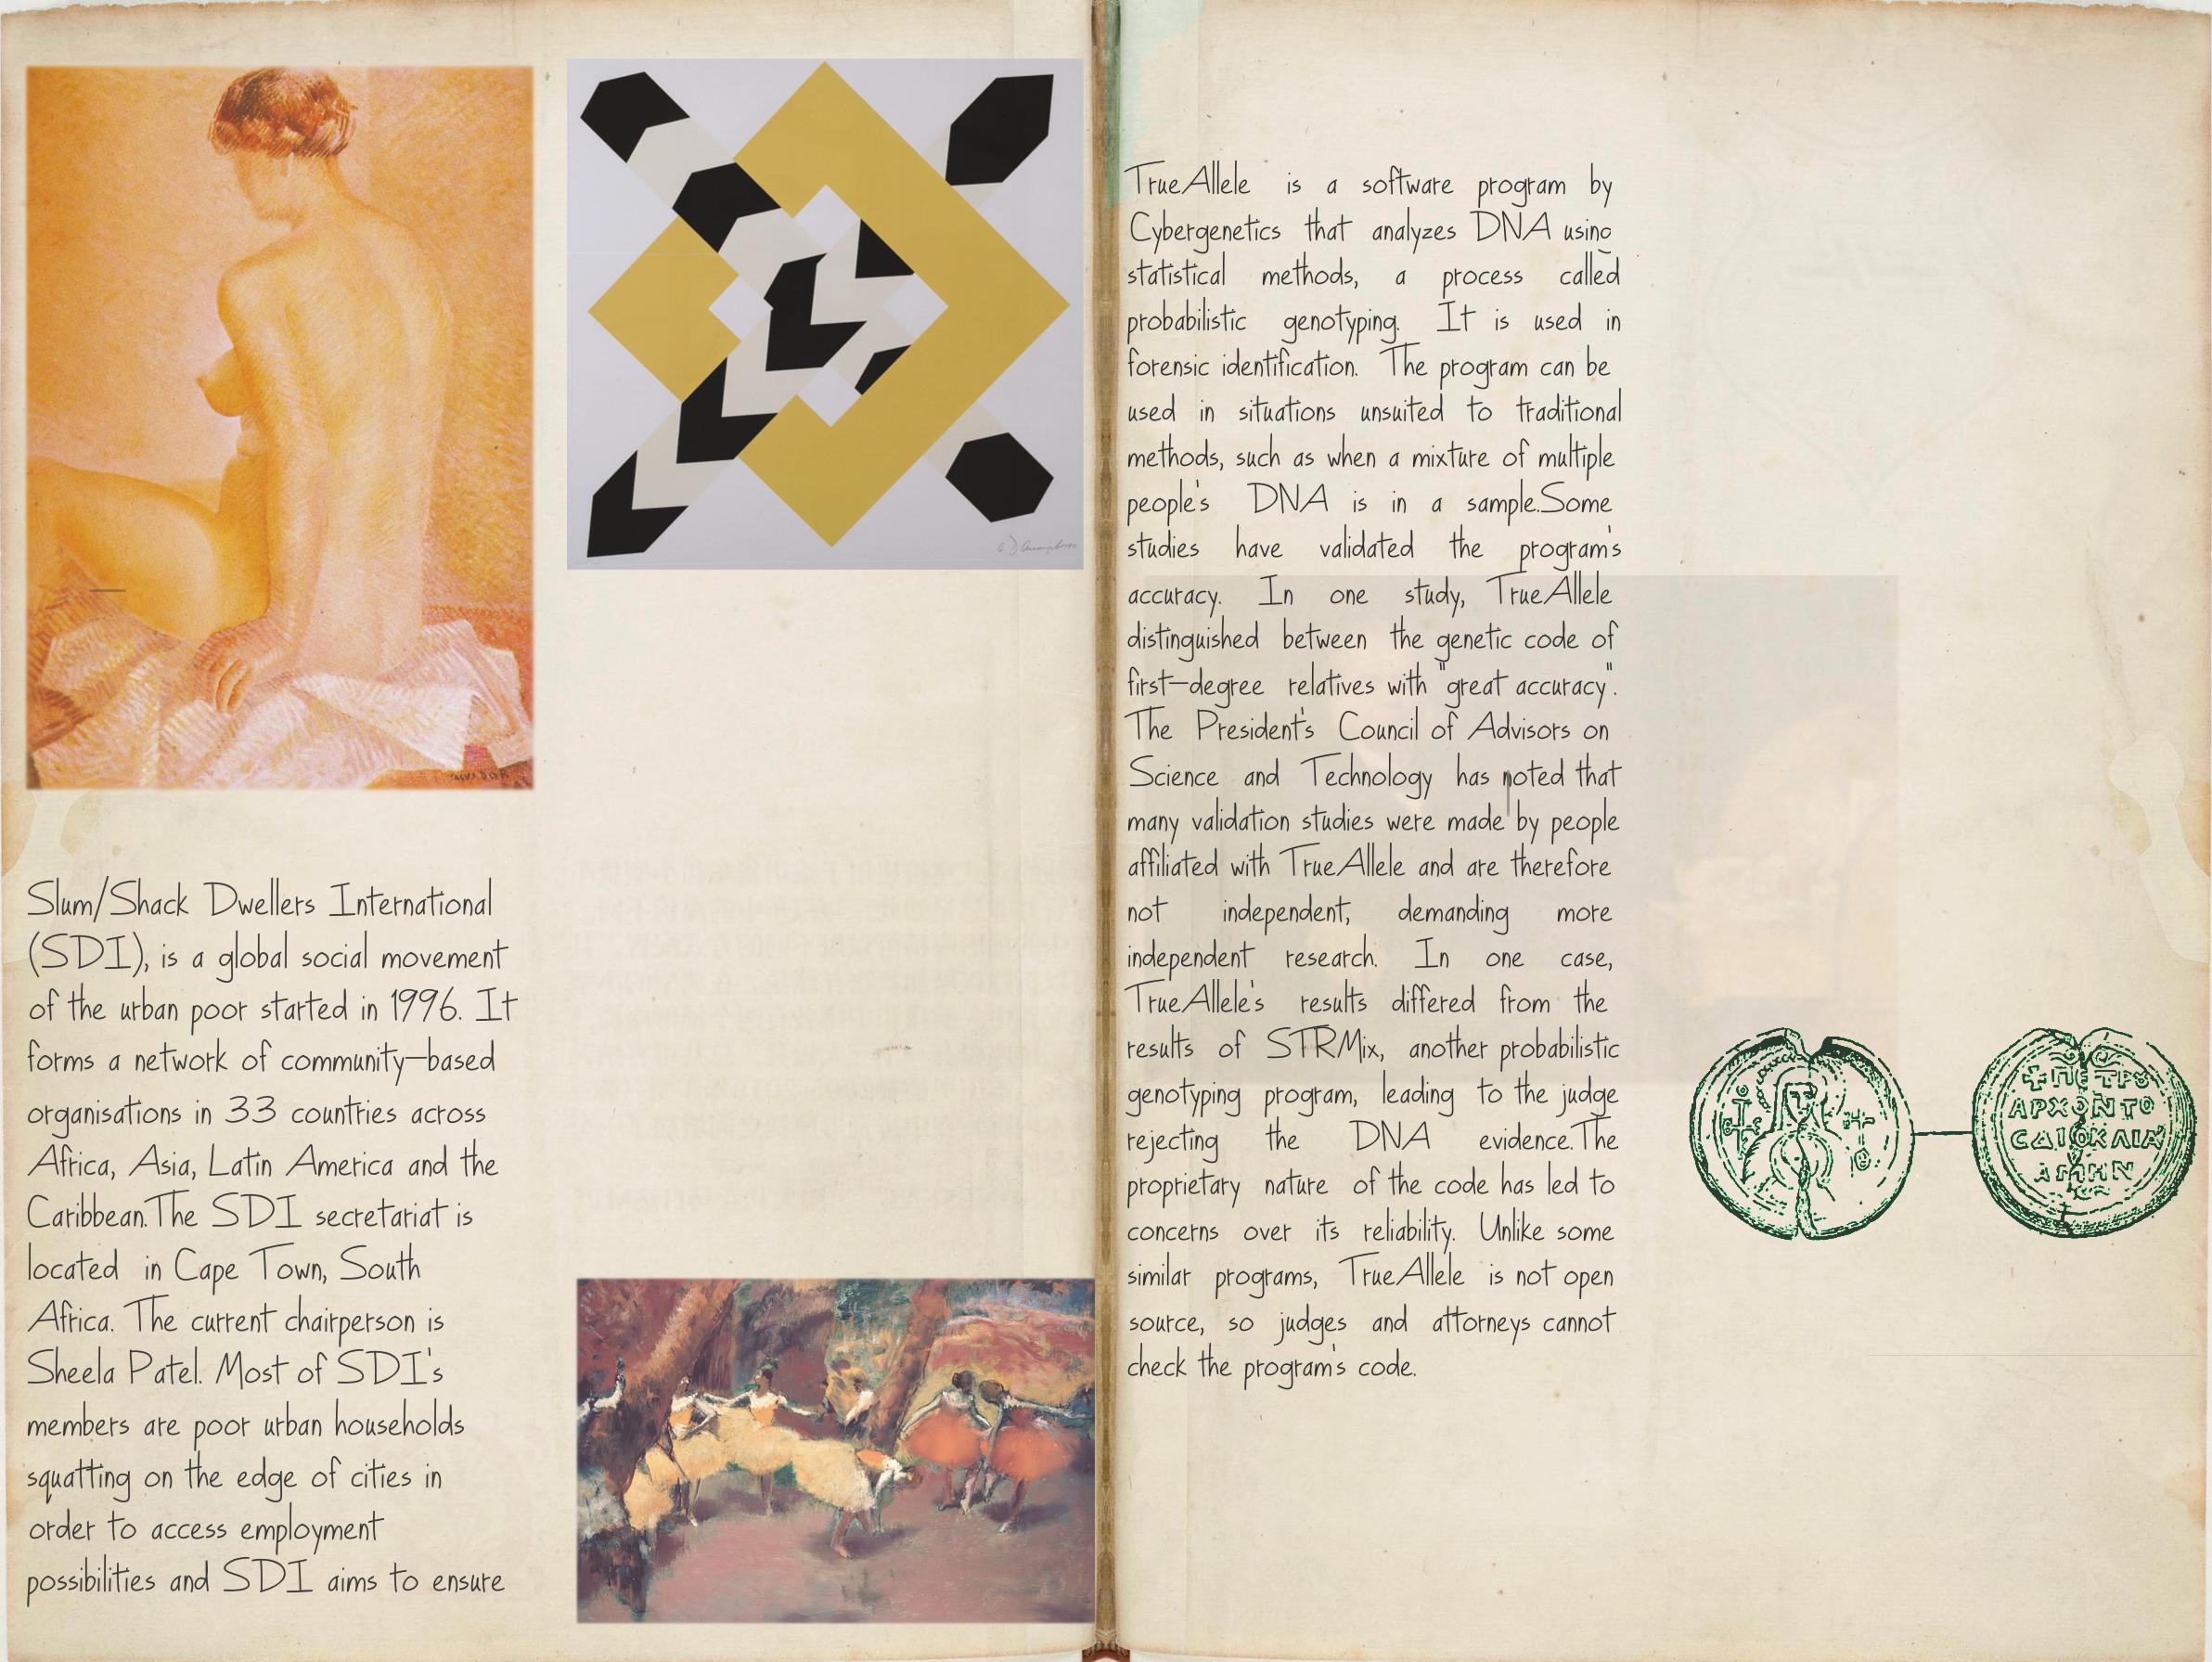 Slum/Shack Dwellers International
(SDI), is a global social movement
of the urban poor started in 1996. It
forms a network of community-based
organisations in 33 countries across
Africa, Asia, Latin America and the
Caribbean.The SDI secretariat is
located in Cape Town, South
Africa. The current chairperson is
Sheela Patel. Most of SDI's
members are poor urban households
squatting on the edge of cities in
order to access employment
possibilities and SDI aims to ensure
TrueAllele is a software program by
Cybergenetics that analyzes DNA using
statistical methods, a process called
probabilistic genotyping. It is used in
forensic identification. The program can be
used in situations unsuited to traditional
methods, such as when a mixture of multiple
people's DNA is in a sample.Some
studies have validated the program's
accuracy. In one study, TrueAllele
distinguished between the genetic code of
first-degree relatives with "great accuracy".
The President's Council of Advisors on
Science and Technology has noted that
many validation studies were made by people
affiliated with TrueAllele and are therefore
not independent, demanding more
independent research. In one case,
TrueAllele's results differed from the
results of STRMix, another probabilistic
genotyping program, leading to the judge
rejecting the DNA evidence.The
proprietary nature of the code has led to
concerns over its reliability. Unlike some
similar programs, TrueAllele is not open
source, so judges and attorneys cannot
check the program's code.
+ΠΕΤΡ
ΑΡΧΟΝΤΟ
CΔΙΟΚΛΙΑ
ΑΜΗΝ